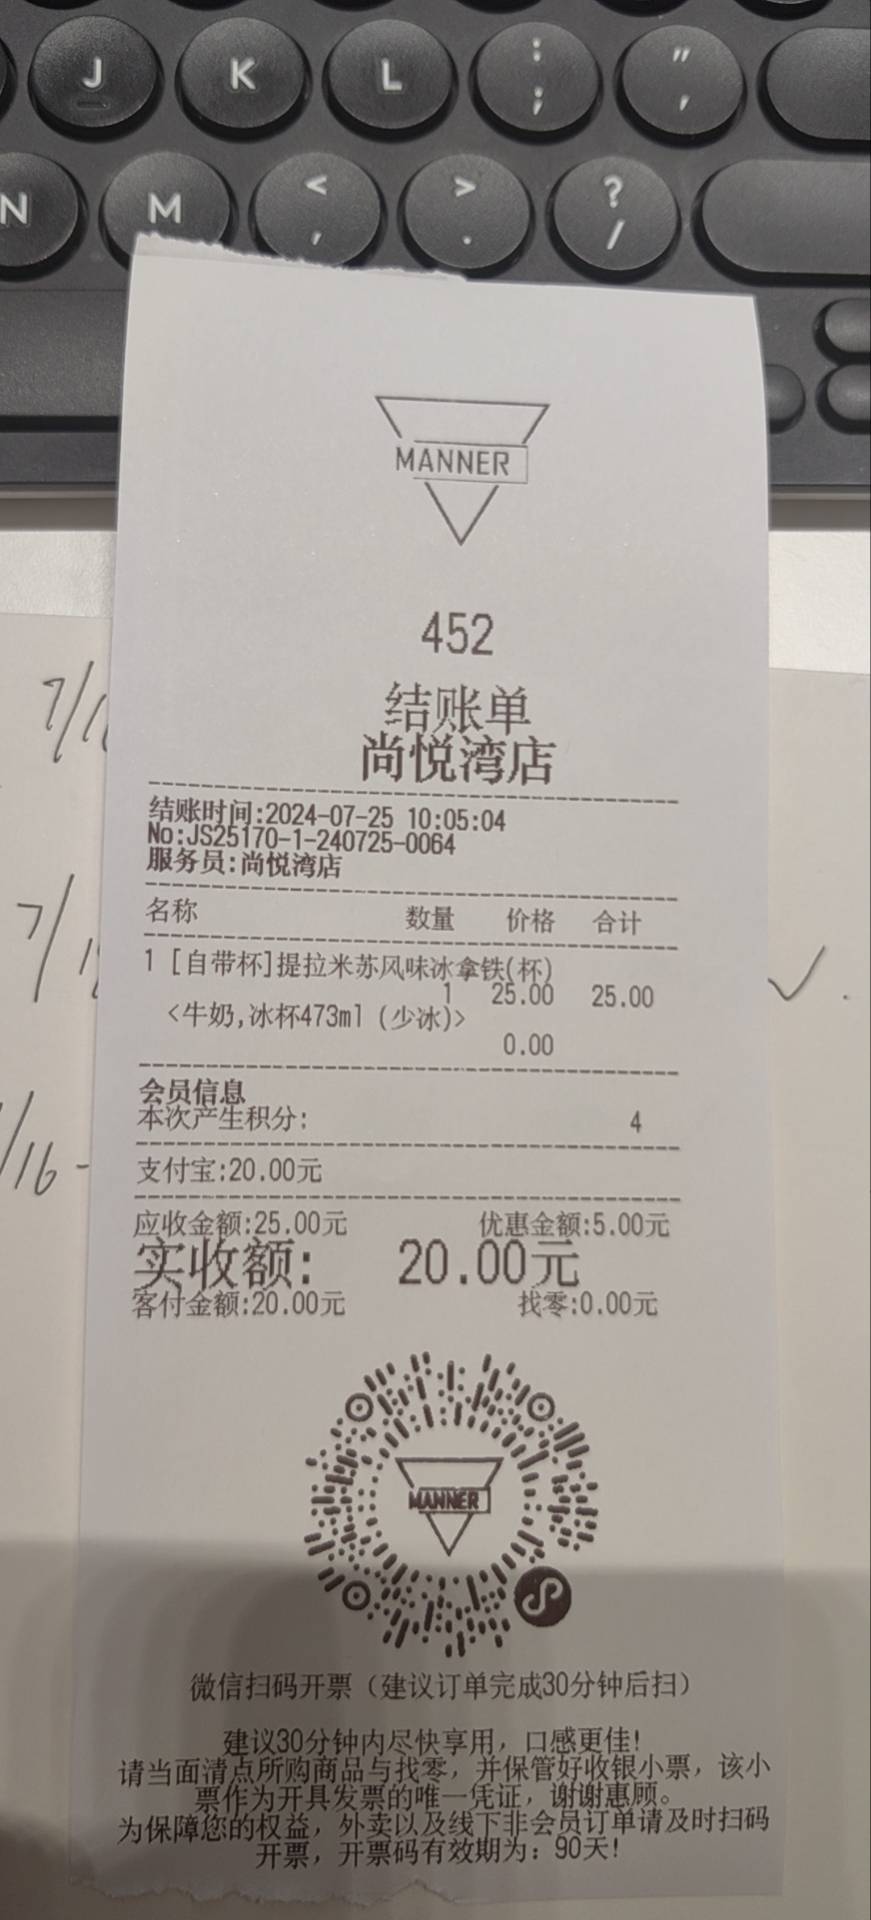 J K L : ; " '
N M < , > . ? /
MANNER
452
结账单
尚悦湾店
结账时间:2024-07-25 10:05:04
No:JS25170-1-240725-0064
服务员:尚悦湾店
名称 数量 价格 合计
1 [自带杯]提拉米苏风味冰拿铁(杯)
1 25.00 25.00
<牛奶,冰杯473ml (少冰)>
0.00
会员信息
本次产生积分: 4
支付宝:20.00元
应收金额:25.00元 优惠金额:5.00元
实收额: 20.00元
客付金额:20.00元 找零:0.00元
MANNER
微信扫码开票（建议订单完成30分钟后扫）
建议30分钟内尽快享用，口感更佳!
请当面清点所购商品与找零，并保管好收银小票，该小
票作为开具发票的唯一凭证，谢谢惠顾。
为保障您的权益，外卖以及线下非会员订单请及时扫码
开票，开票码有效期为：90天!